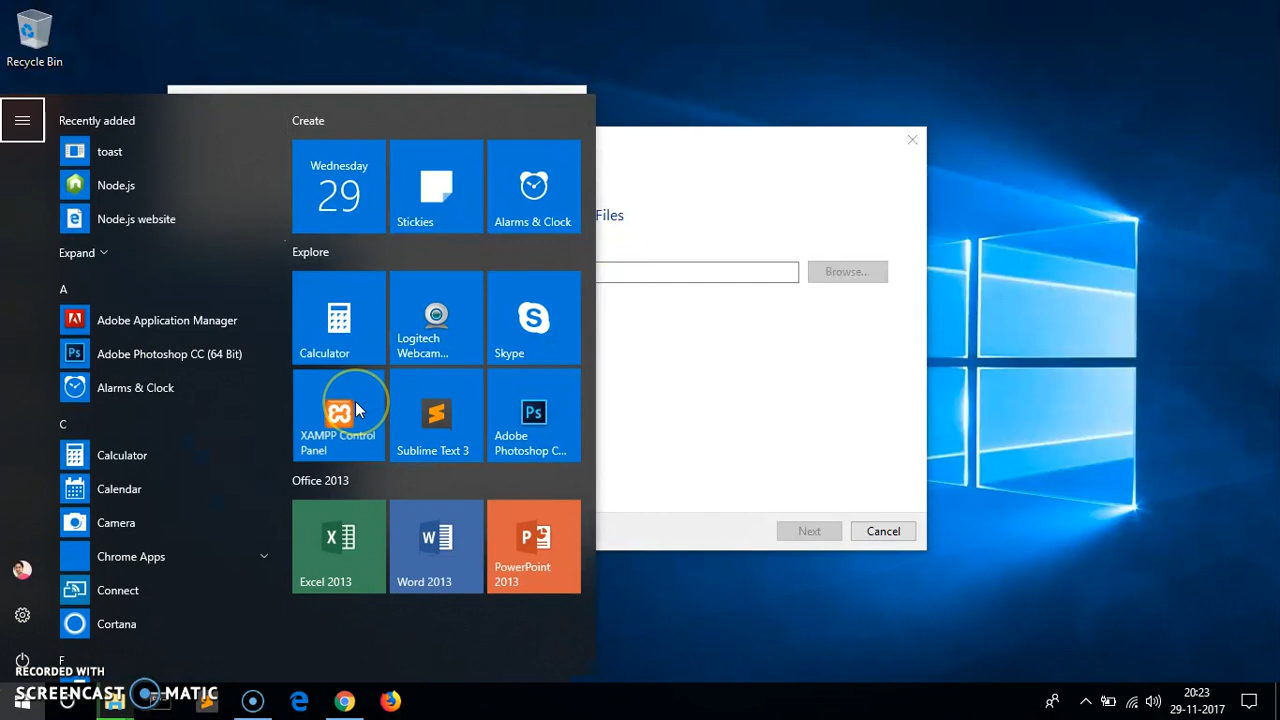 Recycle Bin
Recently added
toast
Node.js
Node.js website
Expand
A
Adobe Application Manager
Adobe Photoshop CC (64 Bit)
Alarms & Clock
C
Calculator
Calendar
Camera
Chrome Apps
Connect
Cortana
F
Create
Wednesday
29
Stickies
Alarms & Clock
Explore
Calculator
Logitech
Webcam...
Skype
XAMPP Control
Panel
Sublime Text 3
Ps
Adobe
Photoshop C...
Office 2013
Excel 2013
Word 2013
PowerPoint
2013
Files
Browse...
Next
Cancel
RECORDED WITH
SCREENCAST MATIC
20:23
29-11-2017